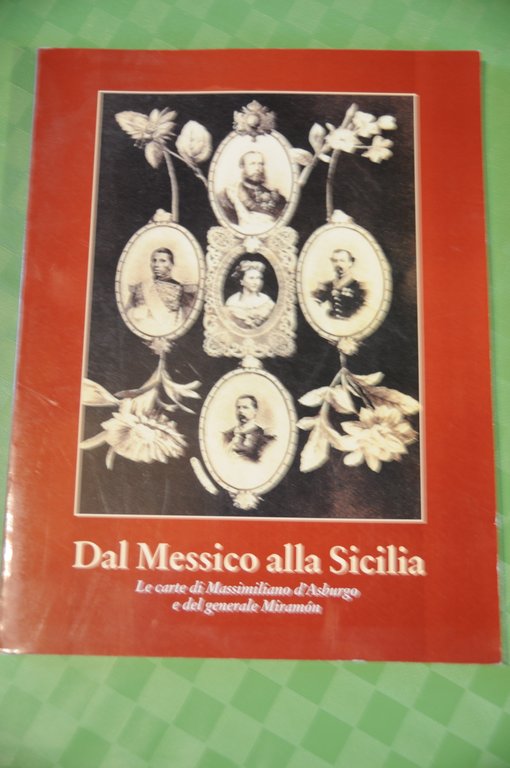 Dal Messico alla Sicilia
Le carte di Massimiliano d'Asburgo
e del generale Miramón